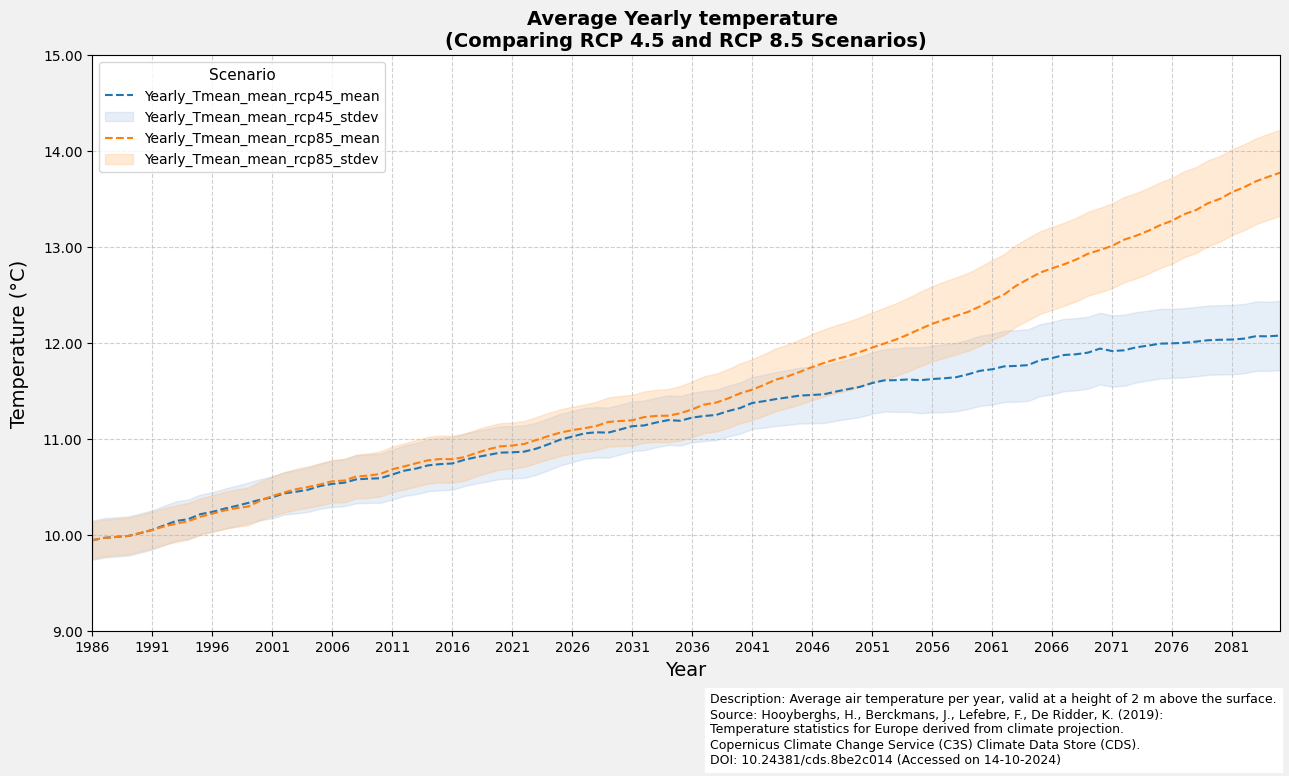 Average Yearly temperature
(Comparing RCP 4.5 and RCP 8.5 Scenarios)
15.00
14.00
13.00
12.00
11.00
10.00
9.00
Temperature (°C)
Scenario
Yearly_Tmean_mean_rcp45_mean
Yearly_Tmean_mean_rcp45_stdev
Yearly_Tmean_mean_rcp85_mean
Yearly_Tmean_mean_rcp85_stdev
1986 1991 1996 2001 2006 2011 2016 2021 2026 2031 2036 2041 2046 2051 2056 2061 2066 2071 2076 2081
Year
Description: Average air temperature per year, valid at a height of 2 m above the surface.
Source: Hooyberghs, H., Berckmans, J., Lefebre, F., De Ridder, K. (2019):
Temperature statistics for Europe derived from climate projection.
Copernicus Climate Change Service (C3S) Climate Data Store (CDS).
DOI: 10.24381/cds.8be2c014 (Accessed on 14-10-2024)